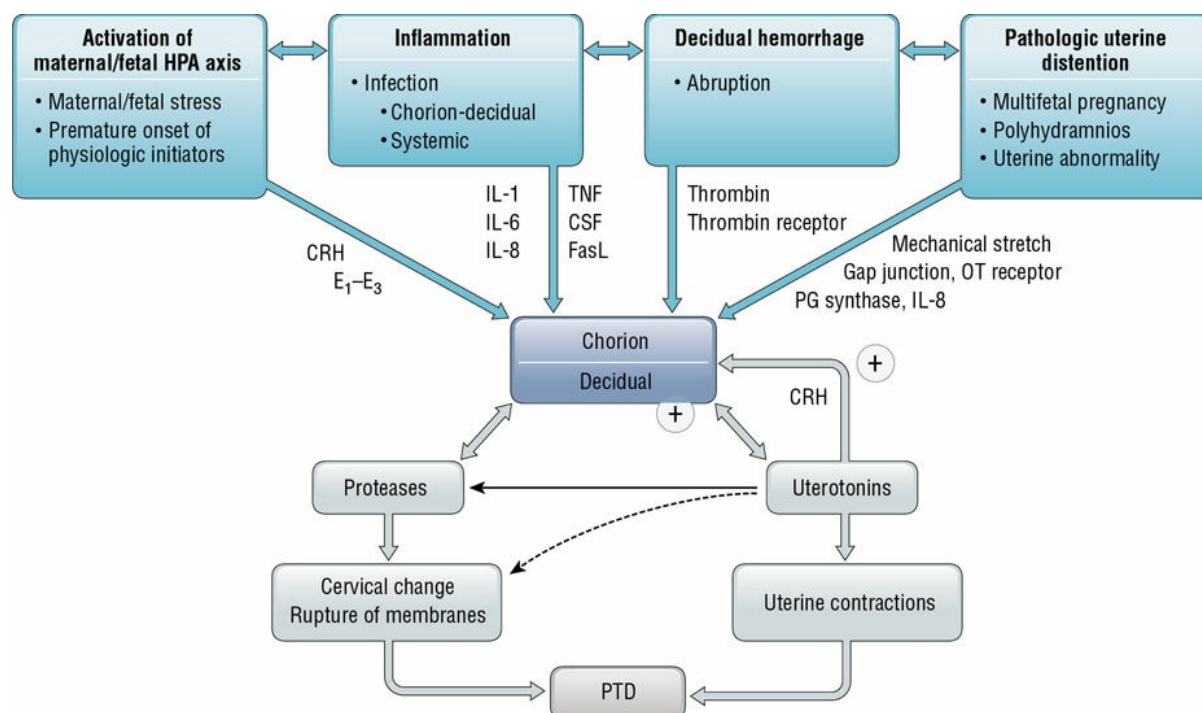 Activation of
maternal/fetal HPA axis
• Maternal/fetal stress
• Premature onset of
physiologic initiators
Inflammation
• Infection
• Chorion-decidual
• Systemic
Decidual hemorrhage
• Abruption
Pathologic uterine
distention
• Multifetal pregnancy
• Polyhydramnios
• Uterine abnormality
CRH
E₁–E₃
IL-1
IL-6
IL-8
TNF
CSF
FasL
Thrombin
Thrombin receptor
Mechanical stretch
Gap junction, OT receptor
PG synthase, IL-8
Chorion
Decidual
+
+
CRH
Proteases
Uterotonins
Cervical change
Rupture of membranes
Uterine contractions
PTD